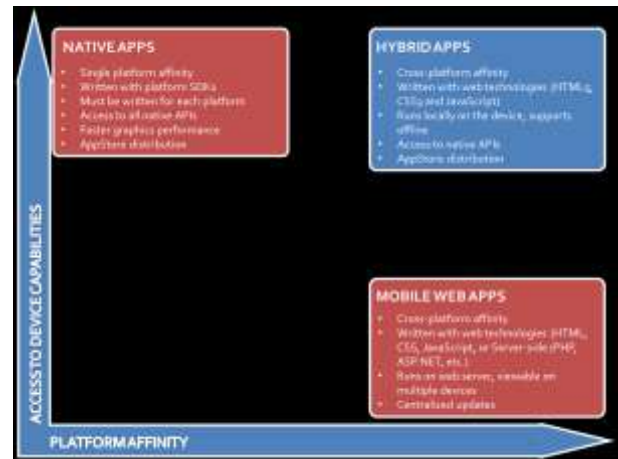 NATIVE APPS
• Single platform affinity
• Written with platform SDKs
• Must be written for each platform
• Access to all native APIs
• Faster graphics performance
• AppStore distribution
HYBRID APPS
• Cross-platform affinity
• Written with web technologies (HTML5,
CSS3 and JavaScript)
• Runs locally on the device, supports
offline
• Access to native APIs
• AppStore distribution
MOBILE WEB APPS
• Cross-platform affinity
• Written with web technologies (HTML,
CSS, JavaScript, or Server-side (PHP,
ASP.NET, etc.)
• Runs on web server, viewable on
multiple devices
• Centralized updates
ACCESS TO DEVICE CAPABILITIES
PLATFORM AFFINITY